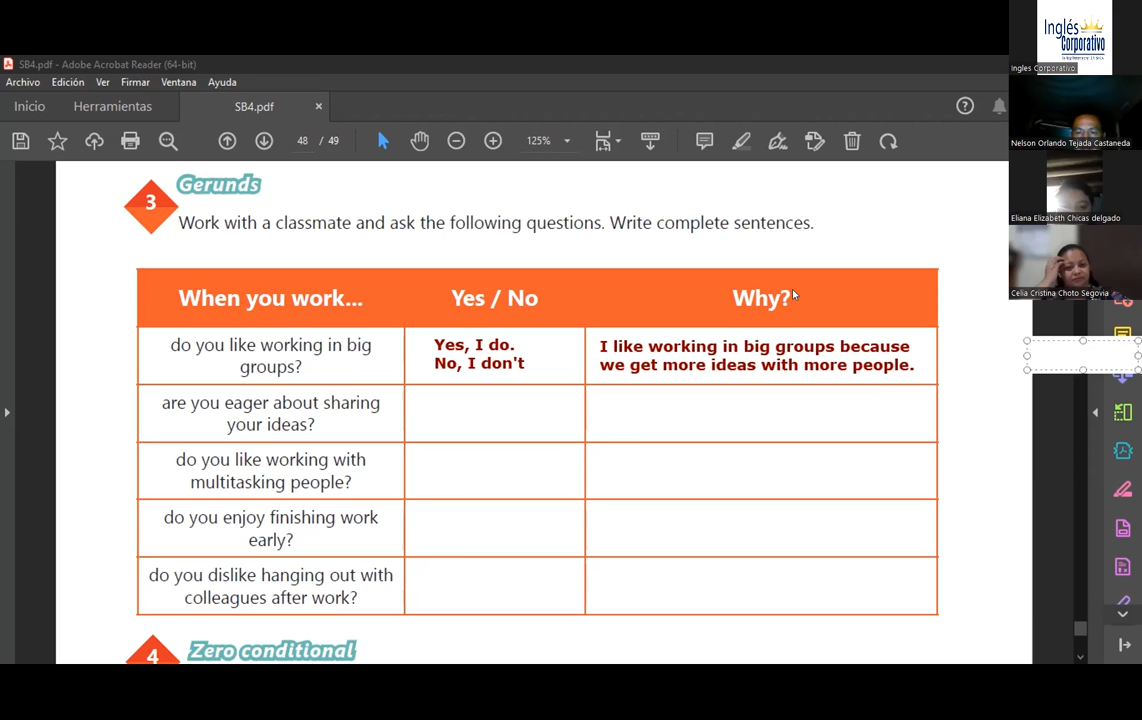 SB4.pdf - Adobe Acrobat Reader (64-bit)
Archivo Edición Ver Firmar Ventana Ayuda
Inicio Herramientas SB4.pdf ×
48 / 49 125%
3 Gerunds
Work with a classmate and ask the following questions. Write complete sentences.
When you work... Yes / No Why?
do you like working in big
groups?
Yes, I do.
No, I don't
I like working in big groups because
we get more ideas with more people.
are you eager about sharing
your ideas?
do you like working with
multitasking people?
do you enjoy finishing work
early?
do you dislike hanging out with
colleagues after work?
4 Zero conditional
Inglés
Corporativo
Ingles Corporativo
Nelson Orlando Tejada Castaneda
Eliana Elizabeth Chicas delgado
Celia Cristina Choto Segovia